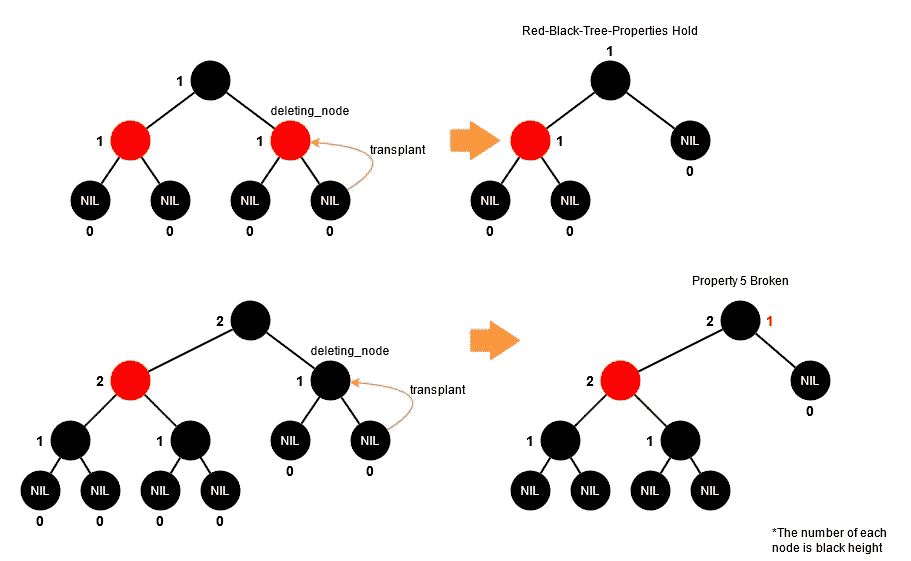 Red-Black-Tree-Properties Hold
1
1
deleting_node
1
1
transplant
1
NIL
NIL
NIL
NIL
NIL
NIL
NIL
0
0
0
0
0
0
0
Property 5 Broken
2
2
1
deleting_node
2
1
transplant
2
NIL
0
1
1
NIL
NIL
1
1
0
0
NIL
NIL
NIL
NIL
NIL
NIL
NIL
NIL
0
0
0
0
*The number of each
node is black height